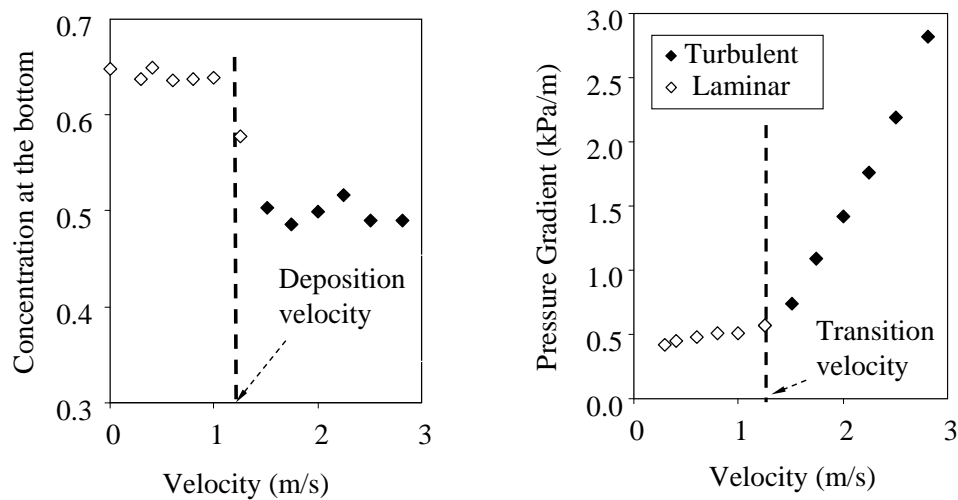 0.7
0.6
0.5
0.4
0.3
0
1
2
3
Concentration at the bottom
Velocity (m/s)
Deposition
velocity
3.0
2.5
2.0
1.5
1.0
0.5
0.0
0
1
2
3
Pressure Gradient (kPa/m)
Velocity (m/s)
Turbulent
Laminar
Transition
velocity